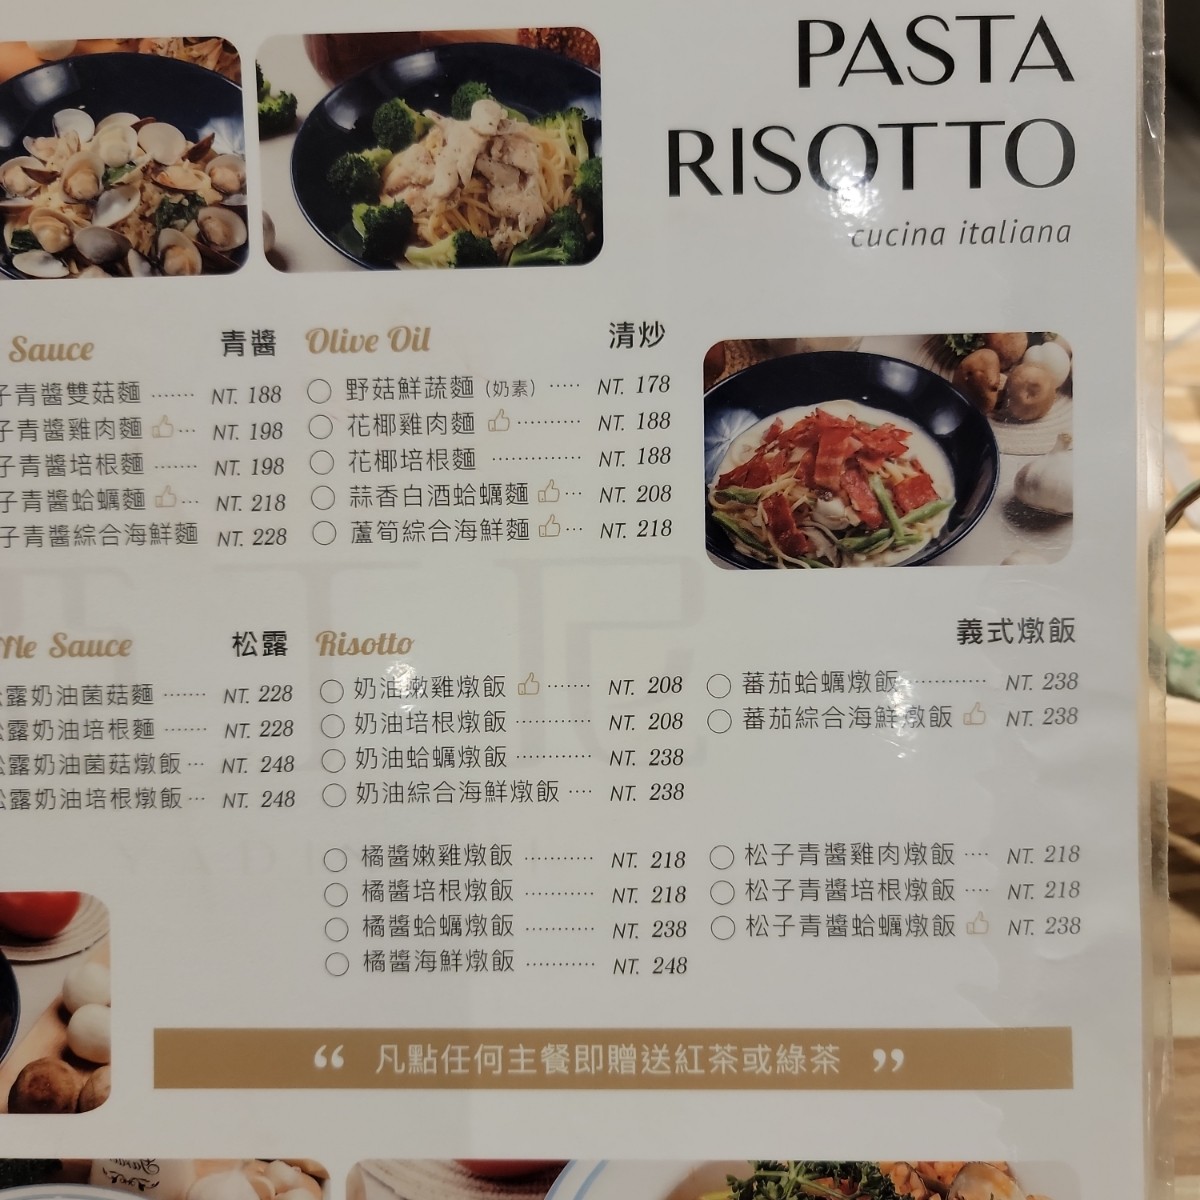 PASTA
RISOTTO
cucina italiana
Sauce 青醬
子青醬雙菇麵 ······· NT. 188
子青醬雞肉麵 ··· NT. 198
子青醬培根麵 ······· NT. 198
子青醬蛤蠣麵 ··· NT. 218
子青醬綜合海鮮麵 NT. 228
Olive Oil 清炒
野菇鮮蔬麵 (奶素) ····· NT. 178
花椰雞肉麵 ·········· NT. 188
花椰培根麵 ·············· NT. 188
蒜香白酒蛤蠣麵 ··· NT. 208
蘆筍綜合海鮮麵 ··· NT. 218
Sauce 松露
露奶油菌菇麵 ······· NT. 228
露奶油培根麵 ······· NT. 228
松露奶油菌菇燉飯 ··· NT. 248
松露奶油培根燉飯 ··· NT. 248
Risotto 義式燉飯
奶油嫩雞燉飯 ······· NT. 208
奶油培根燉飯 ············ NT. 208
奶油蛤蠣燉飯 ············ NT. 238
奶油綜合海鮮燉飯 ···· NT. 238
蕃茄蛤蠣燉飯 ············ NT. 238
蕃茄綜合海鮮燉飯 NT. 238
橘醬嫩雞燉飯 ··········· NT. 218
橘醬培根燉飯 ··········· NT. 218
橘醬蛤蠣燉飯 ··········· NT. 238
橘醬海鮮燉飯 ··········· NT. 248
松子青醬雞肉燉飯 ···· NT. 218
松子青醬培根燉飯 ···· NT. 218
松子青醬蛤蠣燉飯 NT. 238
“ 凡點任何主餐即贈送紅茶或綠茶 ”